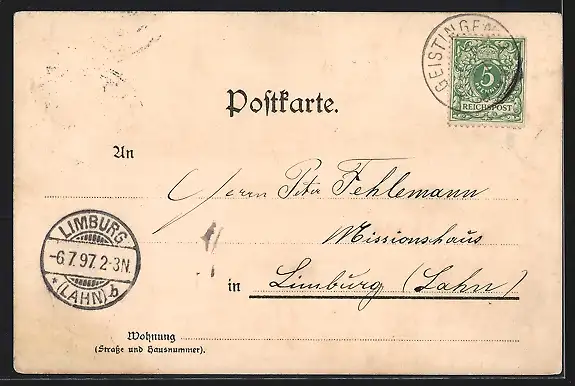 GEISTINGEN
5
PFENNIG
REICHSPOST
Postkarte.
An
Herrn Peter Fehlemann
Missionshaus
in Limburg (Lahn)
LIMBURG
-6.7.97.2-3N.
* (LAHN) b
Wohnung
(Straße und Hausnummer).